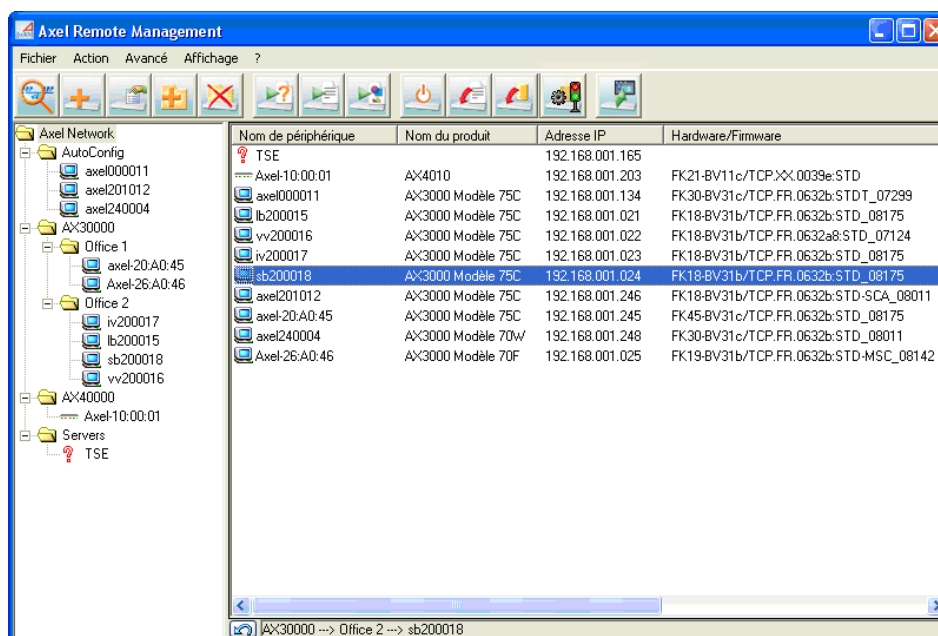 Axel Remote Management
Fichier Action Avancé Affichage ?
Axel Network
AutoConfig
axel000011
axel201012
axel240004
AX30000
Office 1
axel-20:A0:45
Axel-26:A0:46
Office 2
iv200017
lb200015
sb200018
vv200016
AX40000
Axel-10:00:01
Servers
? TSE
Nom de périphérique Nom du produit Adresse IP Hardware/Firmware
? TSE 192.168.001.165
Axel-10:00:01 AX4010 192.168.001.203 FK21-BV11c/TCP.XX.0039e:STD
axel000011 AX3000 Modèle 75C 192.168.001.134 FK30-BV31c/TCP.FR.0632b:STDT_07299
lb200015 AX3000 Modèle 75C 192.168.001.021 FK18-BV31b/TCP.FR.0632b:STD_08175
vv200016 AX3000 Modèle 75C 192.168.001.022 FK18-BV31b/TCP.FR.0632a8:STD_07124
iv200017 AX3000 Modèle 75C 192.168.001.023 FK18-BV31b/TCP.FR.0632b:STD_08175
sb200018 AX3000 Modèle 75C 192.168.001.024 FK18-BV31b/TCP.FR.0632b:STD_08175
axel201012 AX3000 Modèle 75C 192.168.001.246 FK18-BV31b/TCP.FR.0632b:STD-SCA_08011
axel-20:A0:45 AX3000 Modèle 75C 192.168.001.245 FK45-BV31c/TCP.FR.0632b:STD_08175
axel240004 AX3000 Modèle 70W 192.168.001.248 FK30-BV31c/TCP.FR.0632b:STD_08011
Axel-26:A0:46 AX3000 Modèle 70F 192.168.001.025 FK19-BV31b/TCP.FR.0632b:STD-MSC_08142
AX30000 ---> Office 2 ---> sb200018